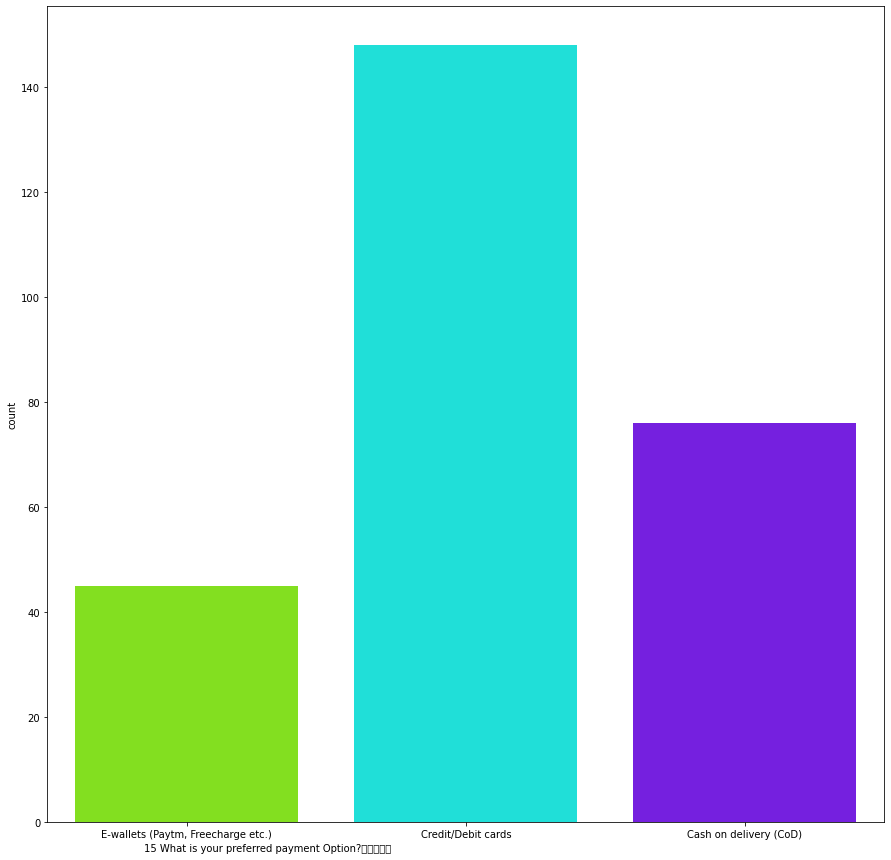 140
120
100
80
60
40
20
0
count
E-wallets (Paytm, Freecharge etc.)
Credit/Debit cards
Cash on delivery (CoD)
15 What is your preferred payment Option?